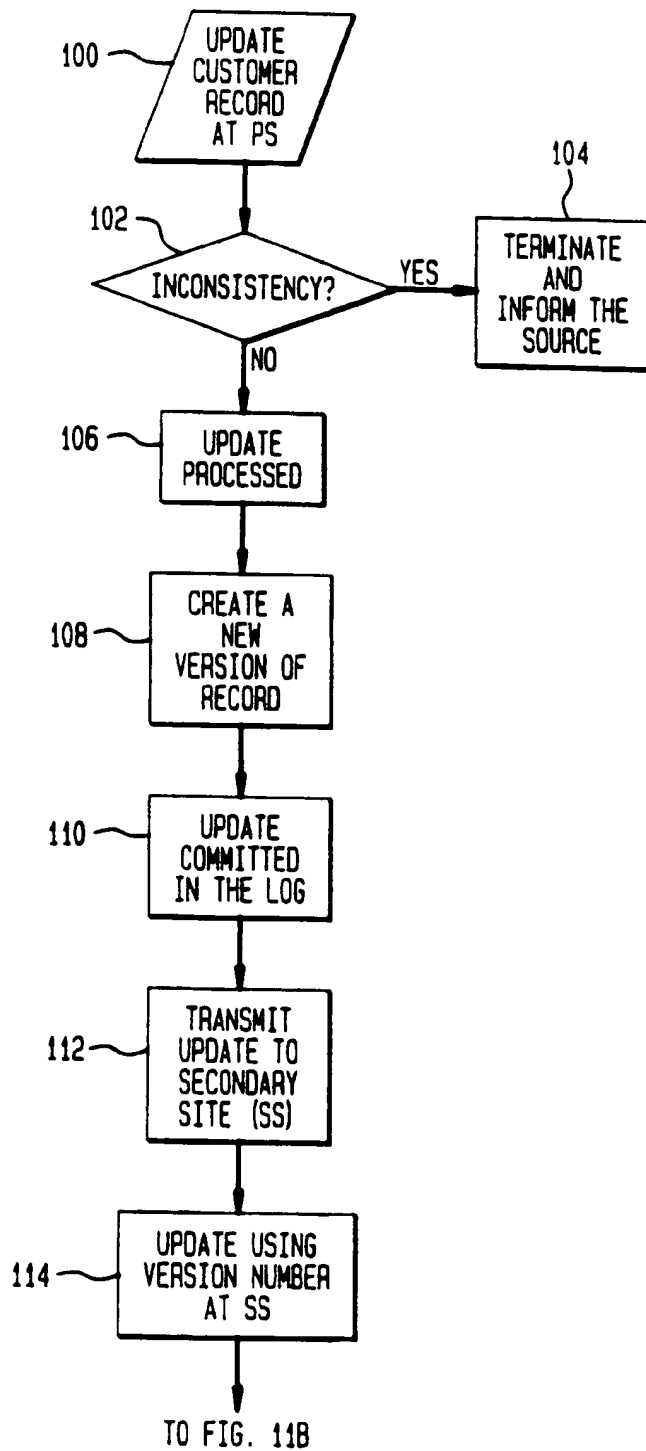 100
UPDATE
CUSTOMER
RECORD
AT PS
102
INCONSISTENCY?
YES
104
TERMINATE
AND
INFORM THE
SOURCE
NO
106
UPDATE
PROCESSED
108
CREATE A
NEW
VERSION OF
RECORD
110
UPDATE
COMMITTED
IN THE LOG
112
TRANSMIT
UPDATE TO
SECONDARY
SITE (SS)
114
UPDATE USING
VERSION NUMBER
AT SS
TO FIG. 11B